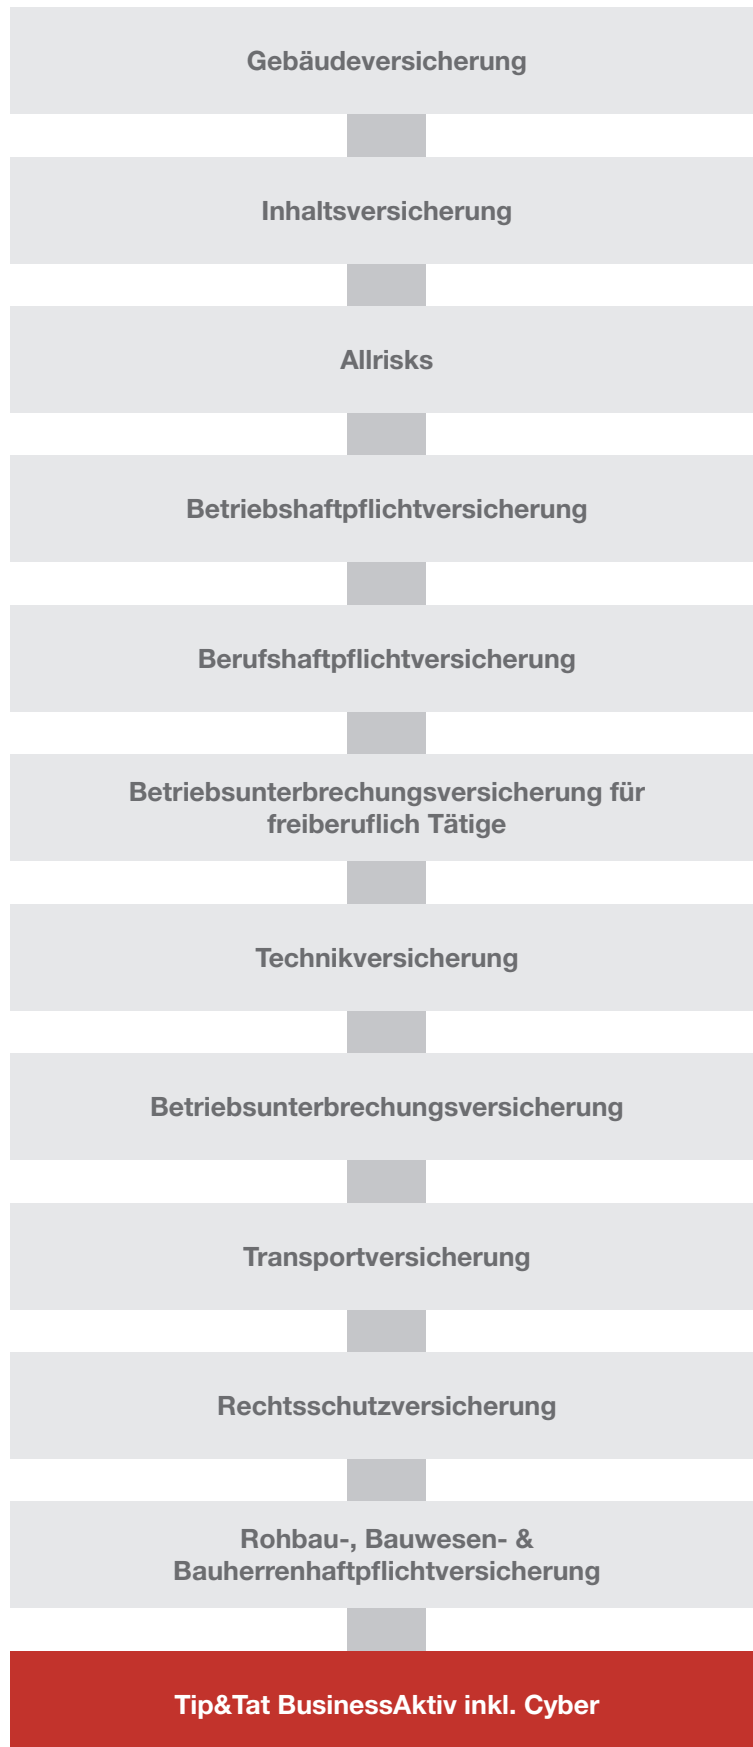 Gebäudeversicherung
Inhaltsversicherung
Allrisks
Betriebshaftpflichtversicherung
Berufshaftpflichtversicherung
Betriebsunterbrechungsversicherung für
freiberuflich Tätige
Technikversicherung
Betriebsunterbrechungsversicherung
Transportversicherung
Rechtsschutzversicherung
Rohbau-, Bauwesen- &
Bauherrenhaftpflichtversicherung
Tip&Tat BusinessAktiv inkl. Cyber